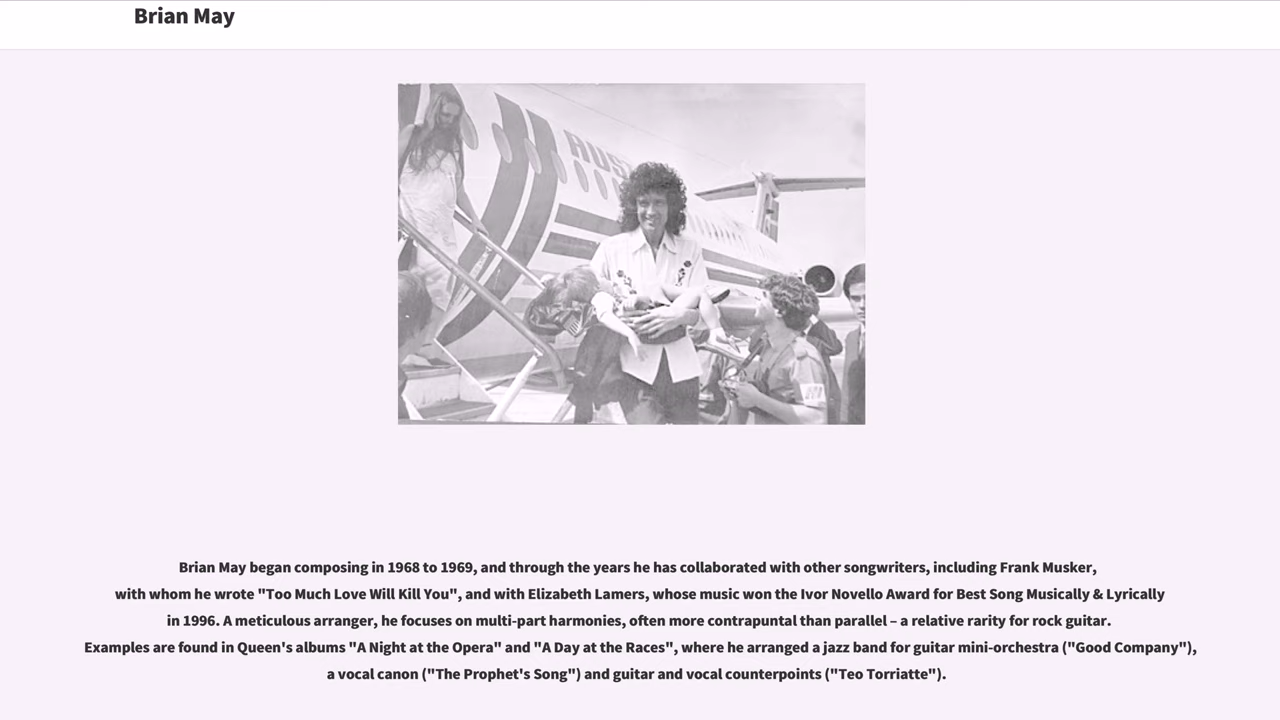 Brian May
AUS
Brian May began composing in 1968 to 1969, and through the years he has collaborated with other songwriters, including Frank Musker,
with whom he wrote "Too Much Love Will Kill You", and with Elizabeth Lamers, whose music won the Ivor Novello Award for Best Song Musically & Lyrically
in 1996. A meticulous arranger, he focuses on multi-part harmonies, often more contrapuntal than parallel – a relative rarity for rock guitar.
Examples are found in Queen's albums "A Night at the Opera" and "A Day at the Races", where he arranged a jazz band for guitar mini-orchestra ("Good Company"),
a vocal canon ("The Prophet's Song") and guitar and vocal counterpoints ("Teo Torriatte").